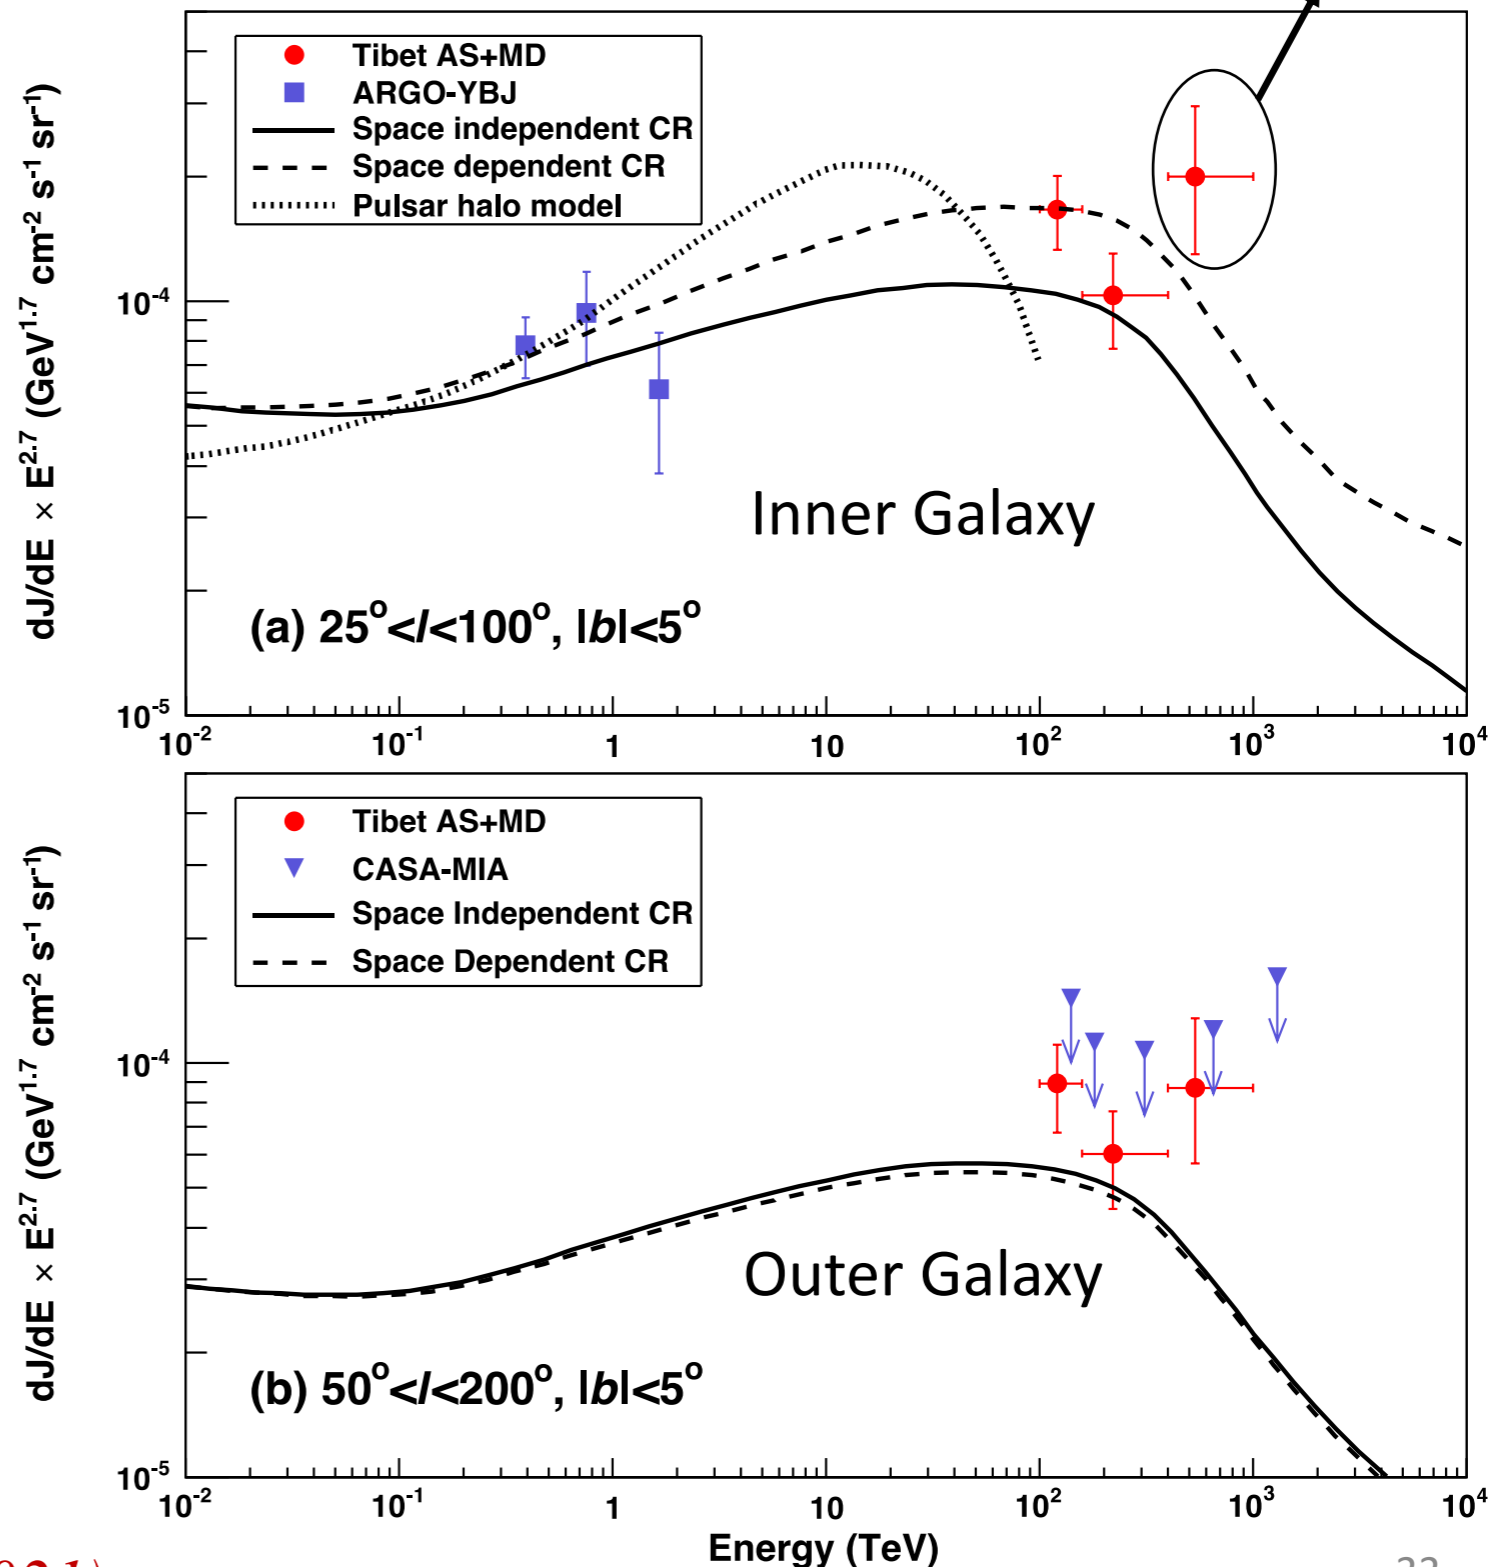 Tibet AS+MD
ARGO-YBJ
Space independent CR
Space dependent CR
Pulsar halo model
dJ/dE × E^2.7 (GeV^1.7 cm^-2 s^-1 sr^-1)
10^-4
10^-5
Inner Galaxy
(a) 25°<l<100°, |b|<5°
10^-2 10^-1 1 10 10^2 10^3 10^4
Tibet AS+MD
CASA-MIA
Space Independent CR
Space Dependent CR
dJ/dE × E^2.7 (GeV^1.7 cm^-2 s^-1 sr^-1)
10^-4
10^-5
Outer Galaxy
(b) 50°<l<200°, |b|<5°
10^-2 10^-1 1 10 10^2 10^3 10^4
Energy (TeV)